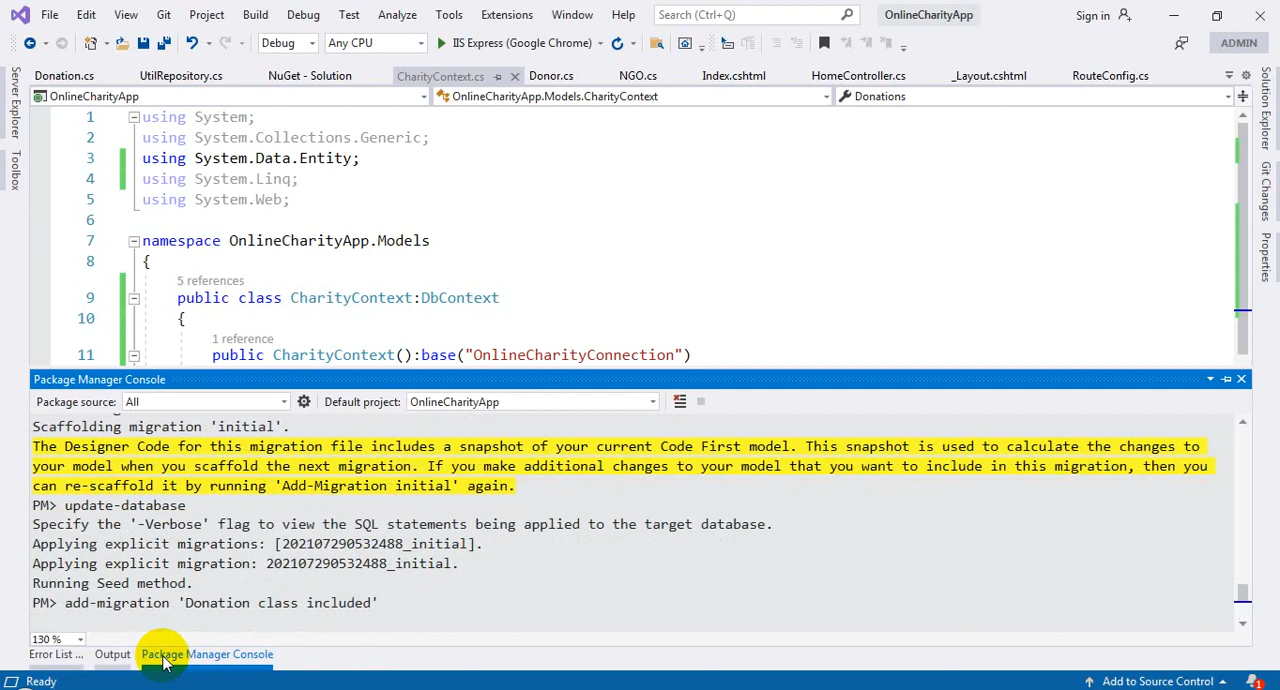 File Edit View Git Project Build Debug Test Analyze Tools Extensions Window Help Search (Ctrl+Q) OnlineCharityApp Sign in
Debug Any CPU IIS Express (Google Chrome) ADMIN
Donation.cs UtilRepository.cs NuGet - Solution CharityContext.cs Donor.cs NGO.cs Index.cshtml HomeController.cs _Layout.cshtml RouteConfig.cs
OnlineCharityApp OnlineCharityApp.Models.CharityContext Donations
Server Explorer
Toolbox
Solution Explorer
Git Changes
Properties
1 using System;
2 using System.Collections.Generic;
3 using System.Data.Entity;
4 using System.Linq;
5 using System.Web;
6
7 namespace OnlineCharityApp.Models
8 {
5 references
9 public class CharityContext:DbContext
10 {
1 reference
11 public CharityContext():base("OnlineCharityConnection")
Package Manager Console
Package source: All Default project: OnlineCharityApp
Scaffolding migration 'initial'.
The Designer Code for this migration file includes a snapshot of your current Code First model. This snapshot is used to calculate the changes to
your model when you scaffold the next migration. If you make additional changes to your model that you want to include in this migration, then you
can re-scaffold it by running 'Add-Migration initial' again.
PM> update-database
Specify the '-Verbose' flag to view the SQL statements being applied to the target database.
Applying explicit migrations: [202107290532488_initial].
Applying explicit migration: 202107290532488_initial.
Running Seed method.
PM> add-migration 'Donation class included'
130 %
Error List ... Output Package Manager Console
Ready Add to Source Control 1